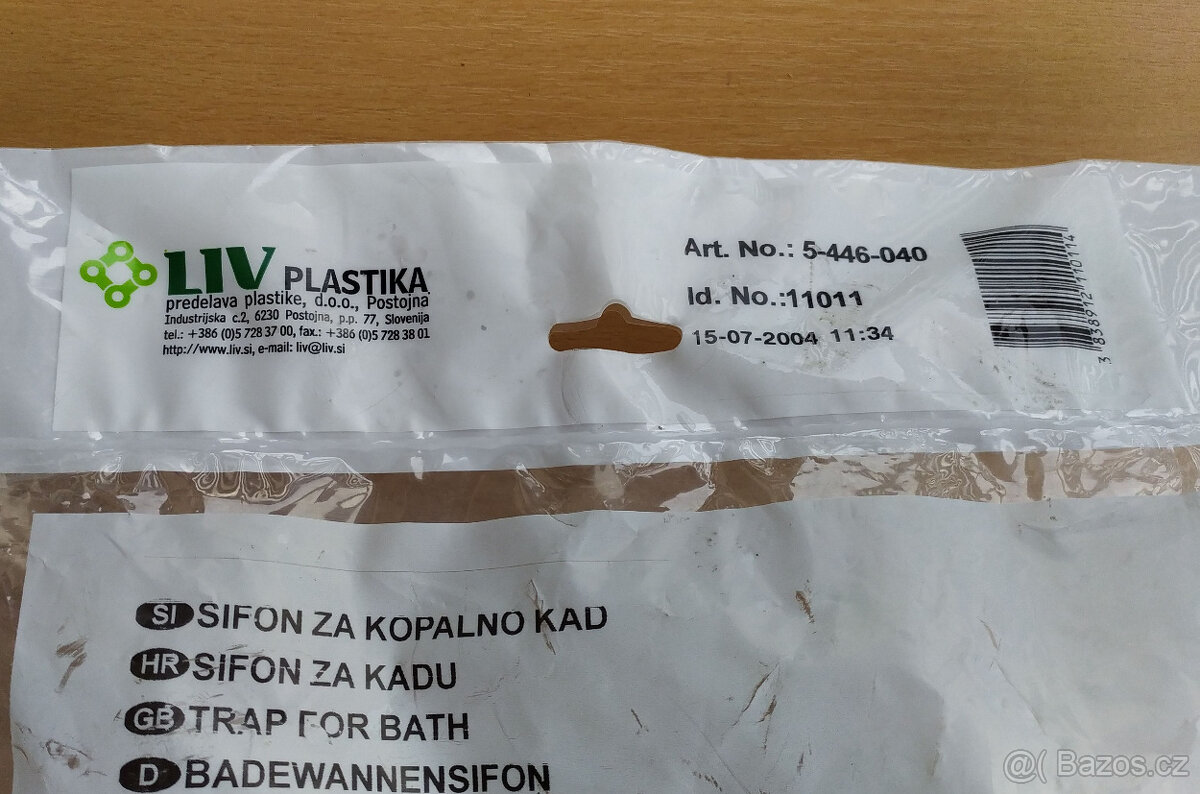 LIV PLASTIKA
predelava plastike, d.o.o., Postojna
Industrijska c.2, 6230 Postojna, p.p. 77, Slovenija
tel.: +386 (0)5 728 37 00, fax.: +386 (0)5 728 38 01
http://www.liv.si, e-mail: liv@liv.si
Art. No.: 5-446-040
Id. No.:11011
15-07-2004 11:34
3 838912 110114
SI SIFON ZA KOPALNO KAD
HR SIFON ZA KADU
GB TRAP FOR BATH
D BADEWANNENSIFON
@( Bazos.cz